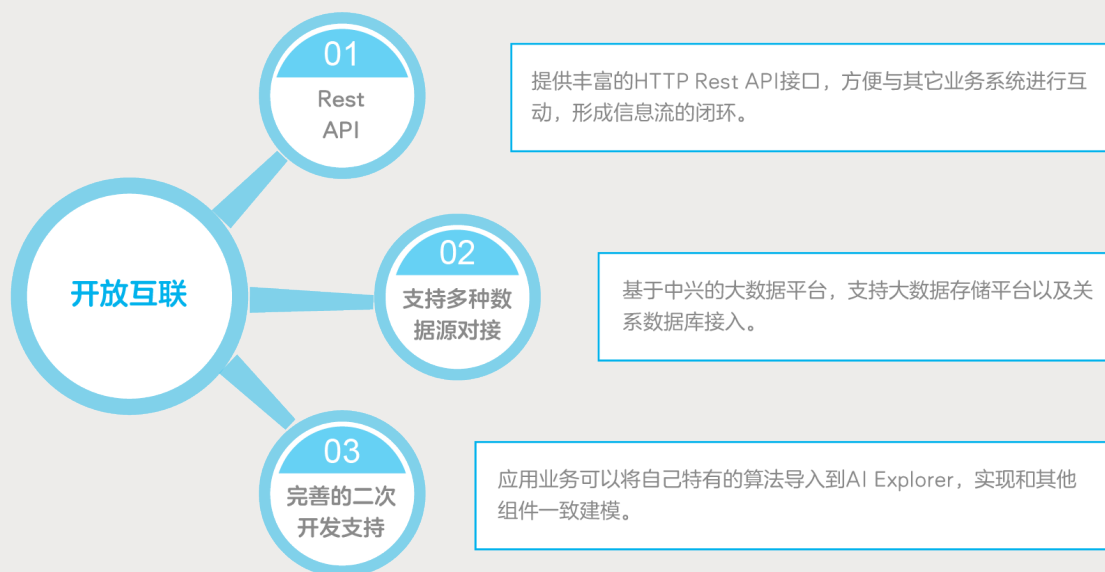 开放互联
01
Rest
API
提供丰富的HTTP Rest API接口，方便与其它业务系统进行互
动，形成信息流的闭环。
02
支持多种数
据源对接
基于中兴的大数据平台，支持大数据存储平台以及关
系数据库接入。
03
完善的二次
开发支持
应用业务可以将自己特有的算法导入到AI Explorer，实现和其他
组件一致建模。